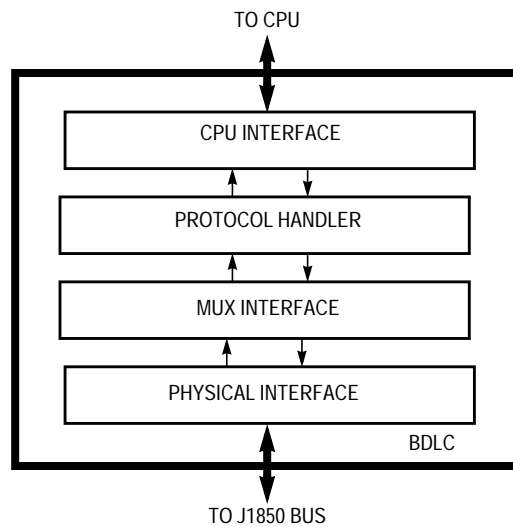 TO CPU
CPU INTERFACE
PROTOCOL HANDLER
MUX INTERFACE
PHYSICAL INTERFACE
BDLC
TO J1850 BUS